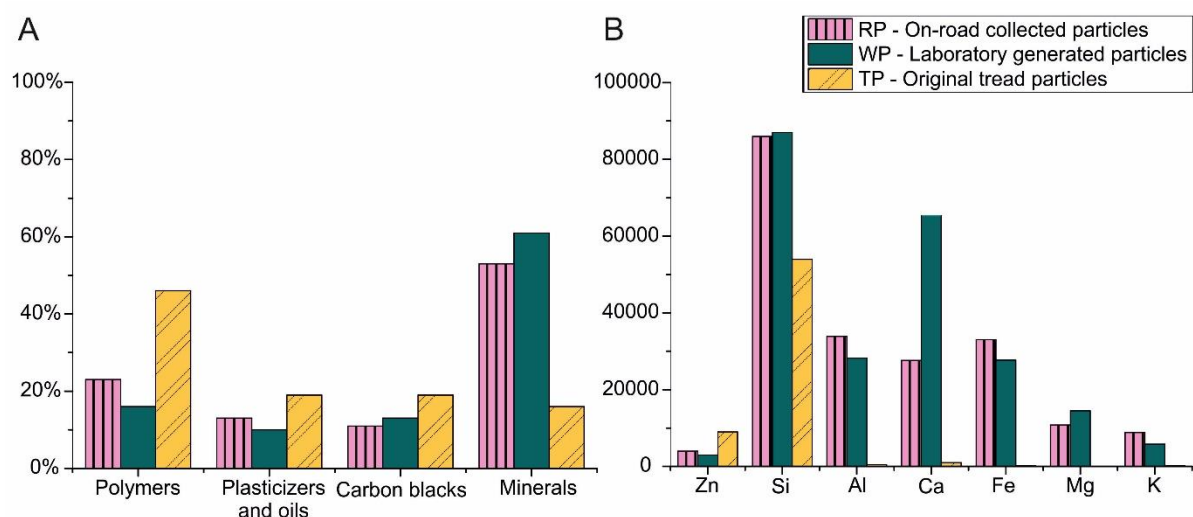 A
100%
80%
60%
40%
20%
0%
Polymers
Plasticizers
and oils
Carbon blacks
Minerals
B
RP - On-road collected particles
WP - Laboratory generated particles
TP - Original tread particles
100000
80000
60000
40000
20000
0
Zn
Si
Al
Ca
Fe
Mg
K